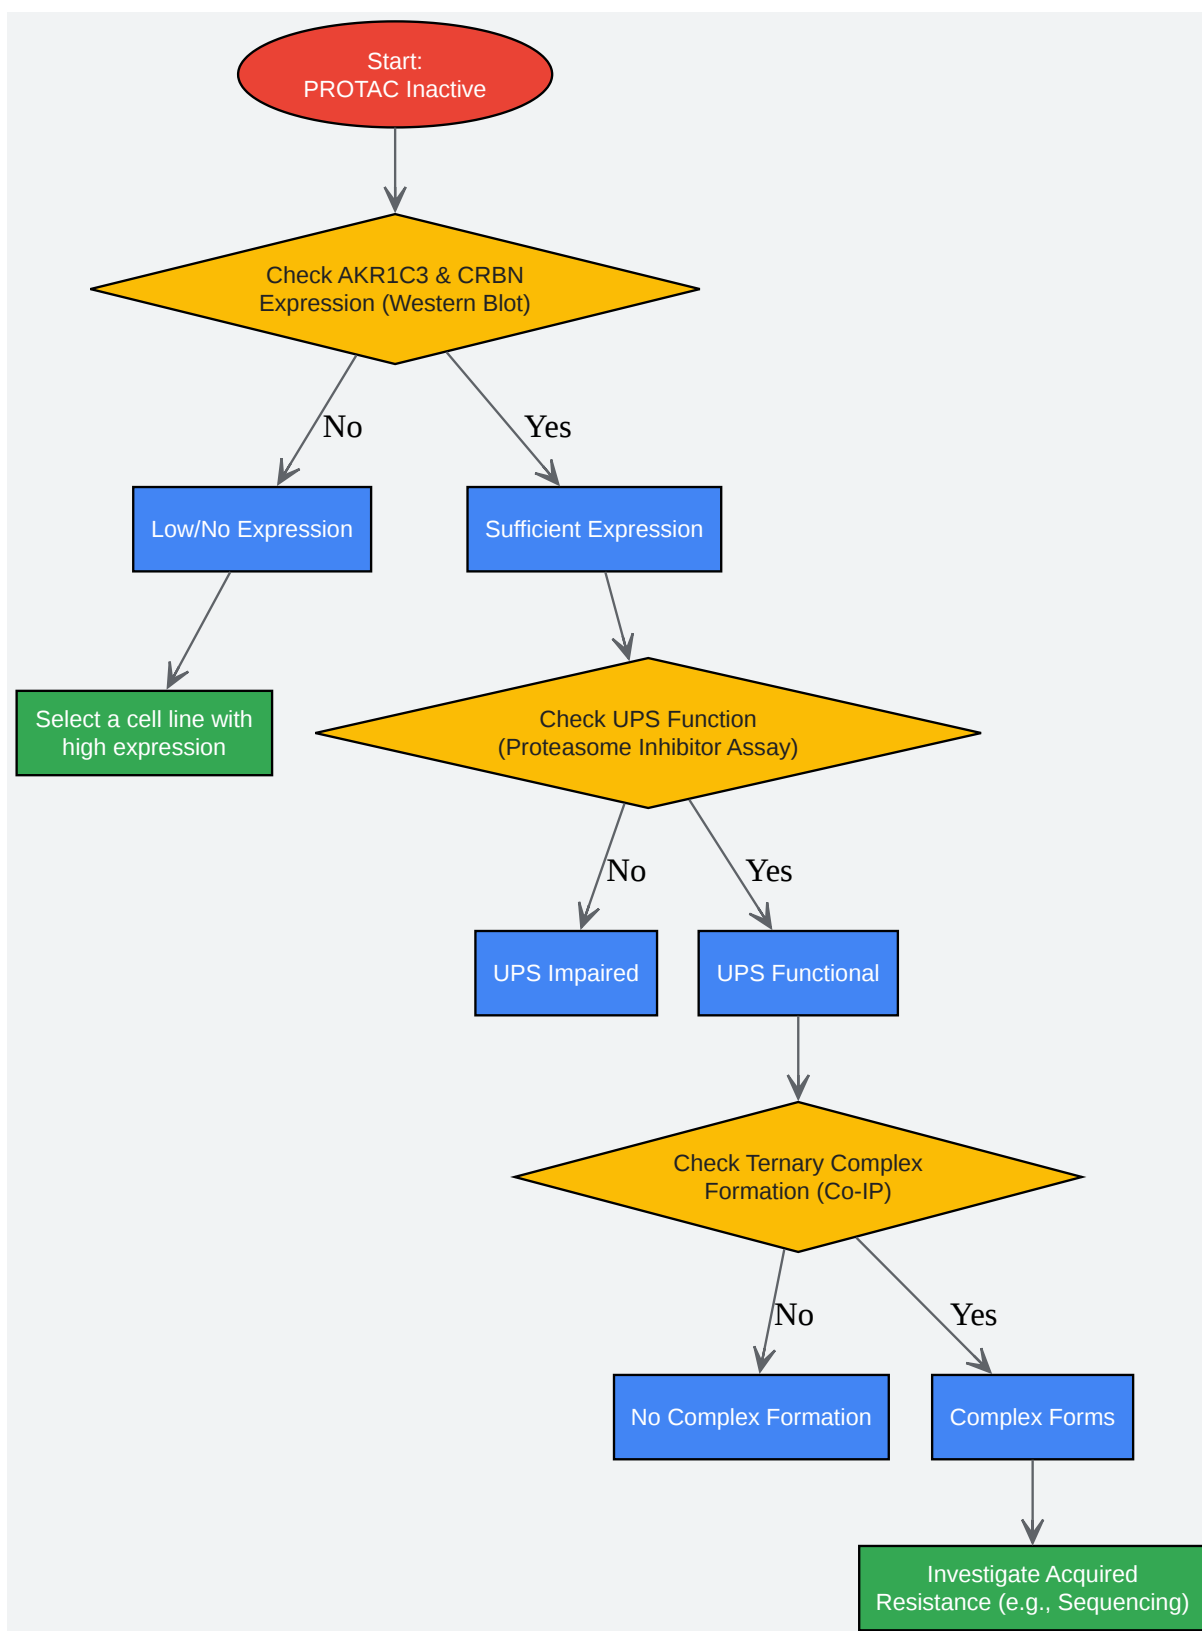 Start:
PROTAC Inactive
Check AKR1C3 & CRBN
Expression (Western Blot)
No
Yes
Low/No Expression
Sufficient Expression
Select a cell line with
high expression
Check UPS Function
(Proteasome Inhibitor Assay)
No
Yes
UPS Impaired
UPS Functional
Check Ternary Complex
Formation (Co-IP)
No
Yes
No Complex Formation
Complex Forms
Investigate Acquired
Resistance (e.g., Sequencing)